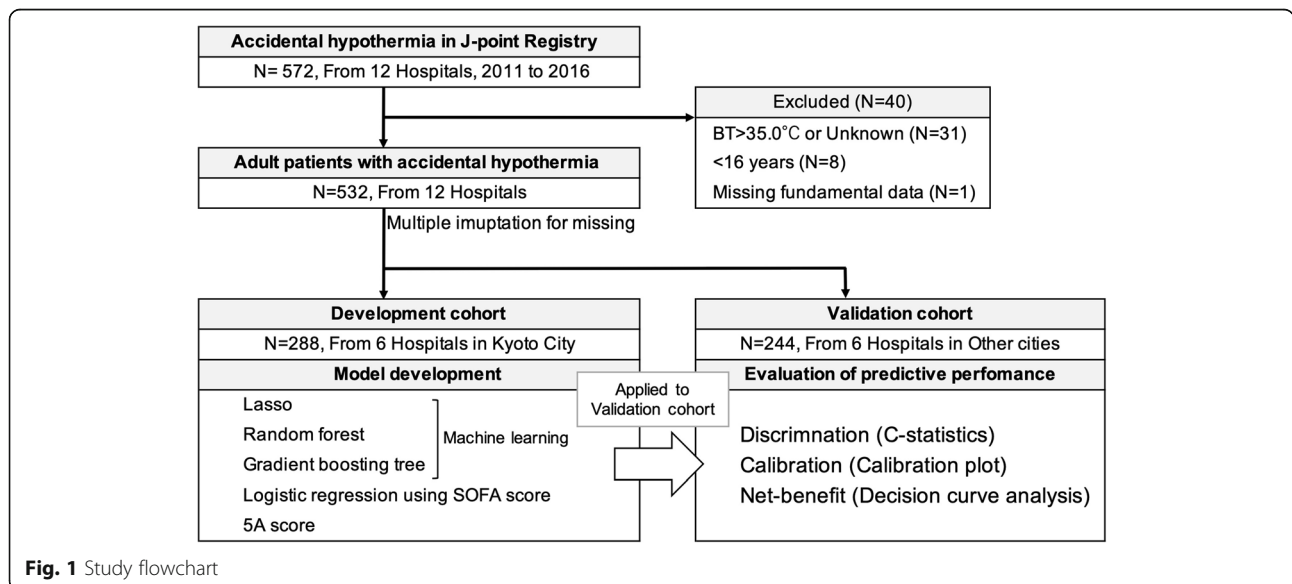 Accidental hypothermia in J-point Registry
N= 572, From 12 Hospitals, 2011 to 2016
Excluded (N=40)
BT>35.0℃ or Unknown (N=31)
<16 years (N=8)
Missing fundamental data (N=1)
Adult patients with accidental hypothermia
N=532, From 12 Hospitals
Multiple imuptation for missing
Development cohort
N=288, From 6 Hospitals in Kyoto City
Model development
Lasso
Random forest
Gradient boosting tree
Machine learning
Logistic regression using SOFA score
5A score
Applied to
Validation cohort
Validation cohort
N=244, From 6 Hospitals in Other cities
Evaluation of predictive perfomance
Discrimnation (C-statistics)
Calibration (Calibration plot)
Net-benefit (Decision curve analysis)
Fig. 1 Study flowchart